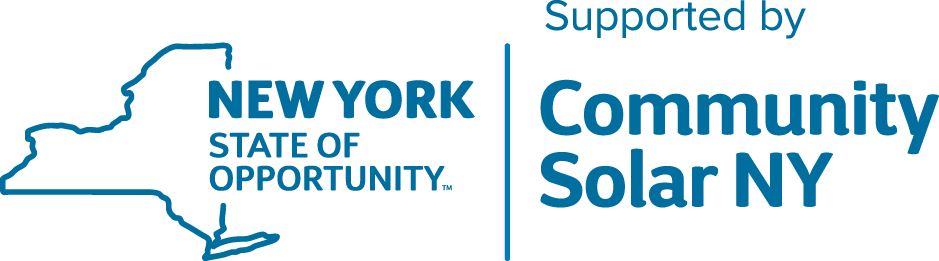 NEW YORK
STATE OF
OPPORTUNITY™
Supported by
Community
Solar NY